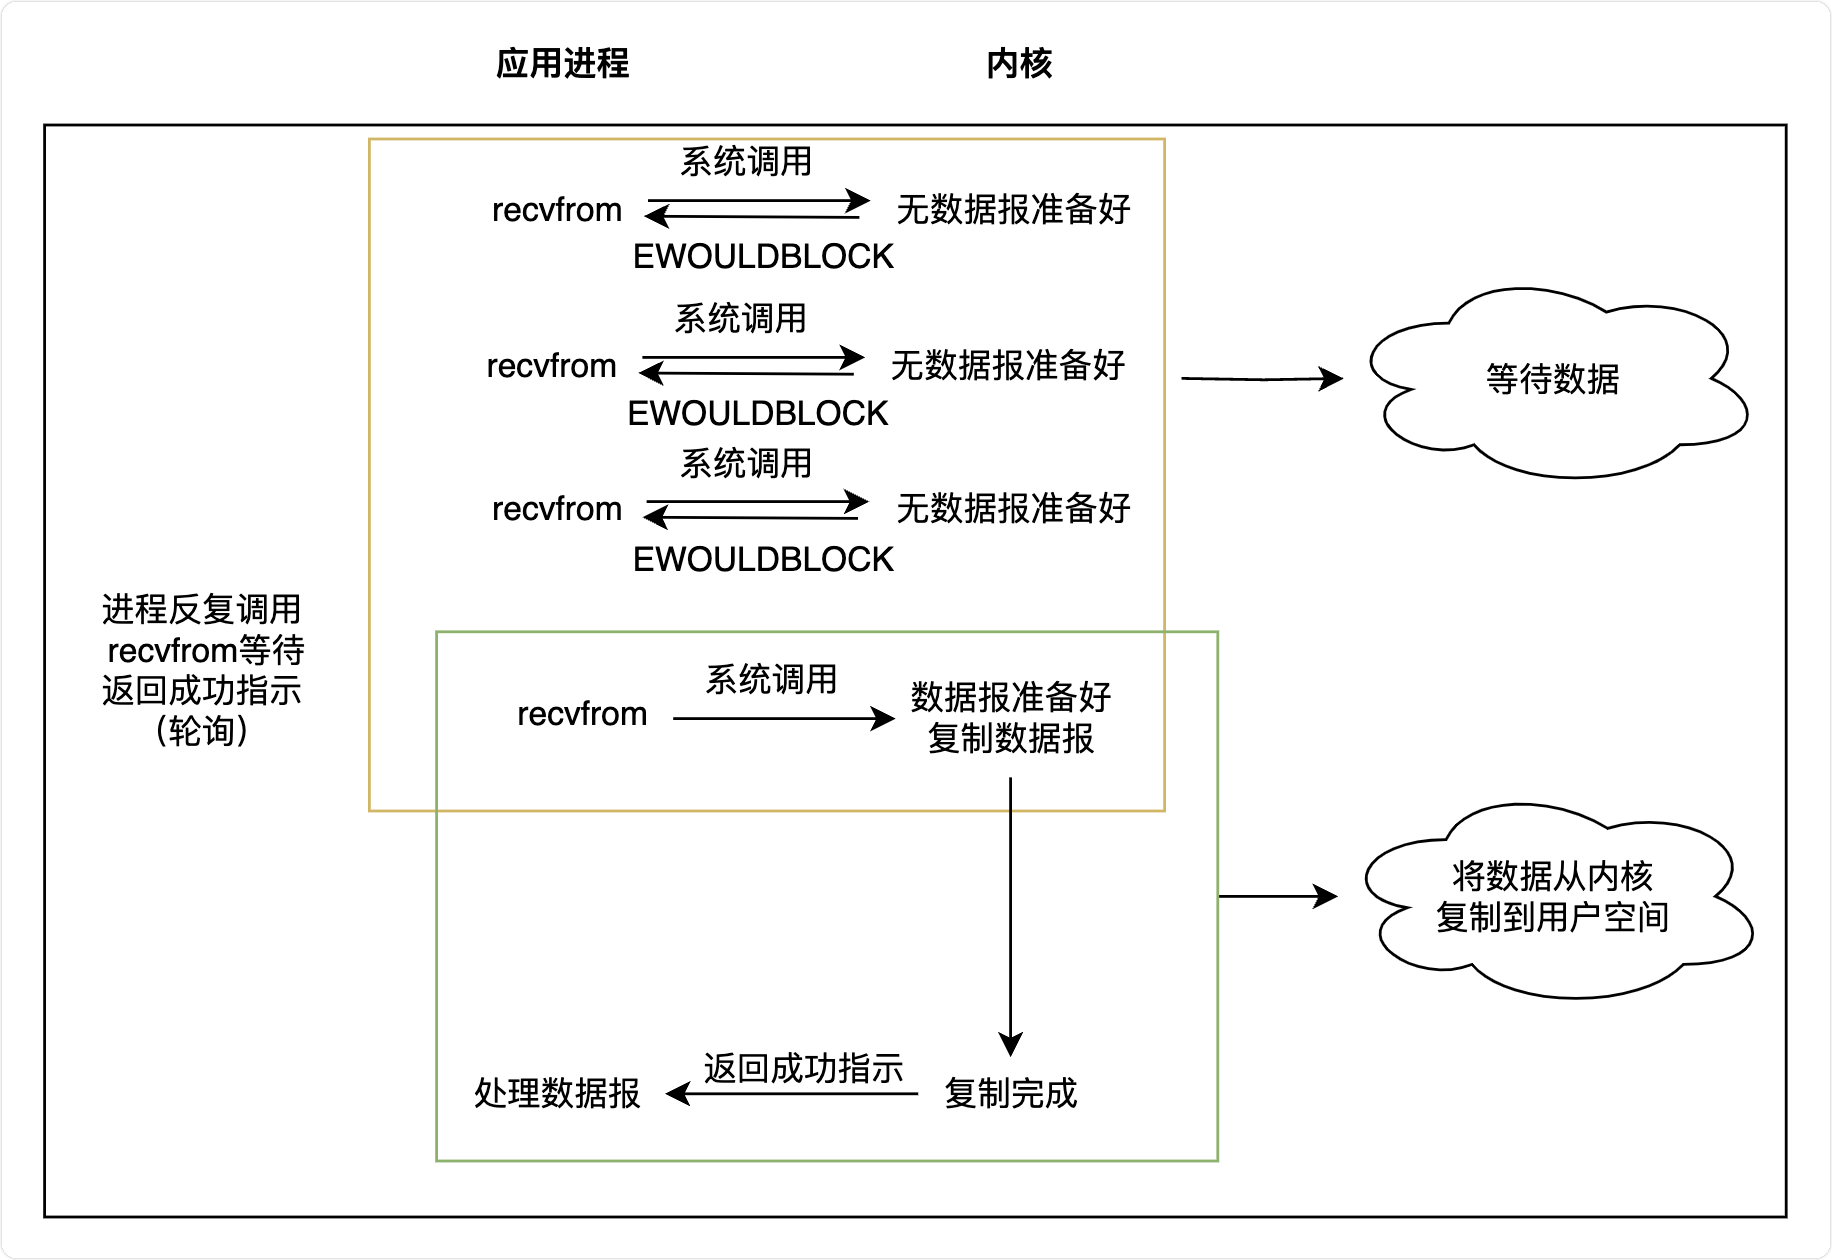 应用进程
内核
系统调用
recvfrom
无数据报准备好
EWOULDBLOCK
系统调用
recvfrom
无数据报准备好
EWOULDBLOCK
等待数据
系统调用
recvfrom
无数据报准备好
EWOULDBLOCK
进程反复调用
recvfrom等待
返回成功指示
（轮询）
系统调用
recvfrom
数据报准备好
复制数据报
将数据从内核
复制到用户空间
返回成功指示
处理数据报
复制完成